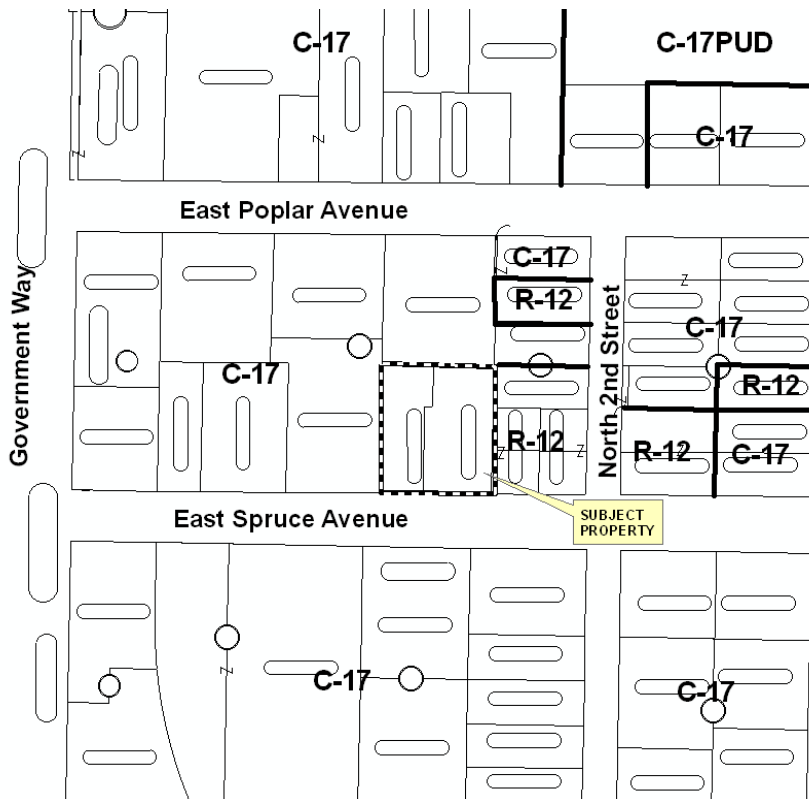 C-17
C-17PUD
C-17
Z
Z
East Poplar Avenue
C-17
Z
R-12
Z
Government Way
C-17
North 2nd Street
C-17
R-12
Z
R-12
Z
Z
R-12
Z
C-17
SUBJECT
PROPERTY
East Spruce Avenue
Z
C-17
C-17